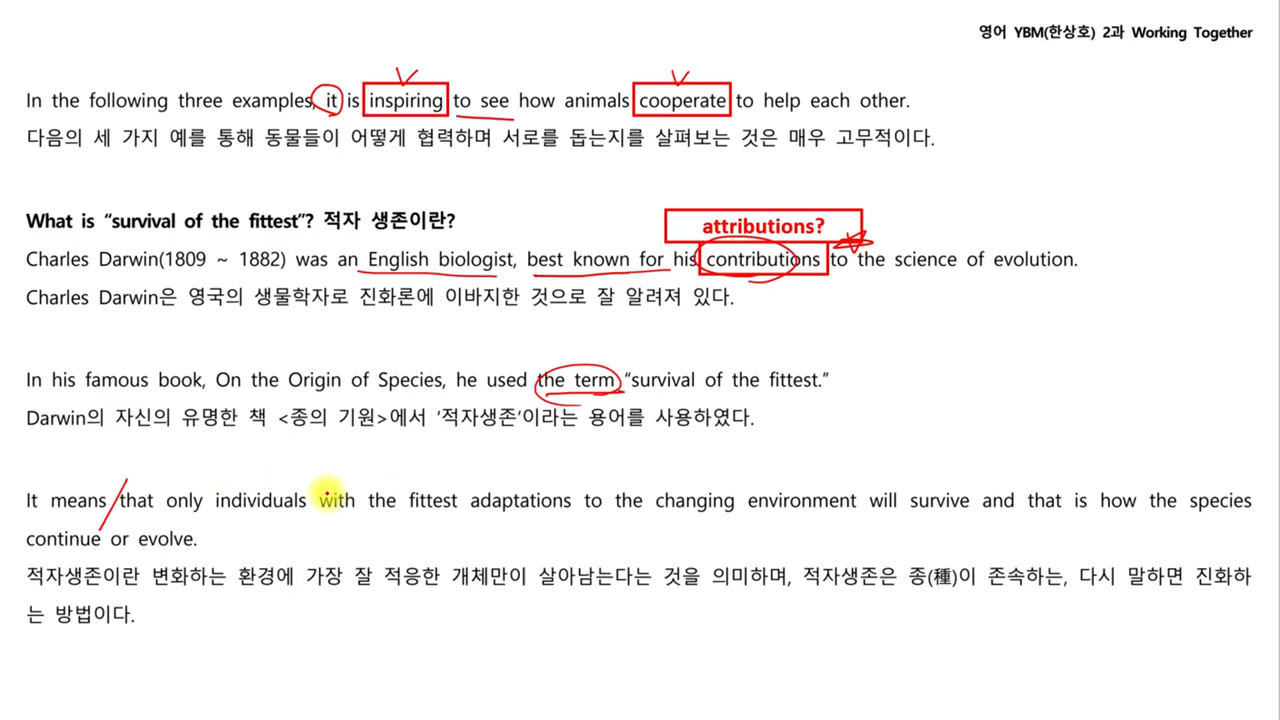 영어 YBM(한상호) 2과 Working Together
In the following three examples, it is inspiring to see how animals cooperate to help each other.
다음의 세 가지 예를 통해 동물들이 어떻게 협력하며 서로를 돕는지를 살펴보는 것은 매우 고무적이다.
What is “survival of the fittest”? 적자 생존이란?
attributions?
Charles Darwin(1809 ~ 1882) was an English biologist, best known for his contributions to the science of evolution.
Charles Darwin은 영국의 생물학자로 진화론에 이바지한 것으로 잘 알려져 있다.
In his famous book, On the Origin of Species, he used the term “survival of the fittest.”
Darwin의 자신의 유명한 책 <종의 기원>에서 ‘적자생존’이라는 용어를 사용하였다.
It means that only individuals with the fittest adaptations to the changing environment will survive and that is how the species
continue or evolve.
적자생존이란 변화하는 환경에 가장 잘 적응한 개체만이 살아남는다는 것을 의미하며, 적자생존은 종(種)이 존속하는, 다시 말하면 진화하
는 방법이다.